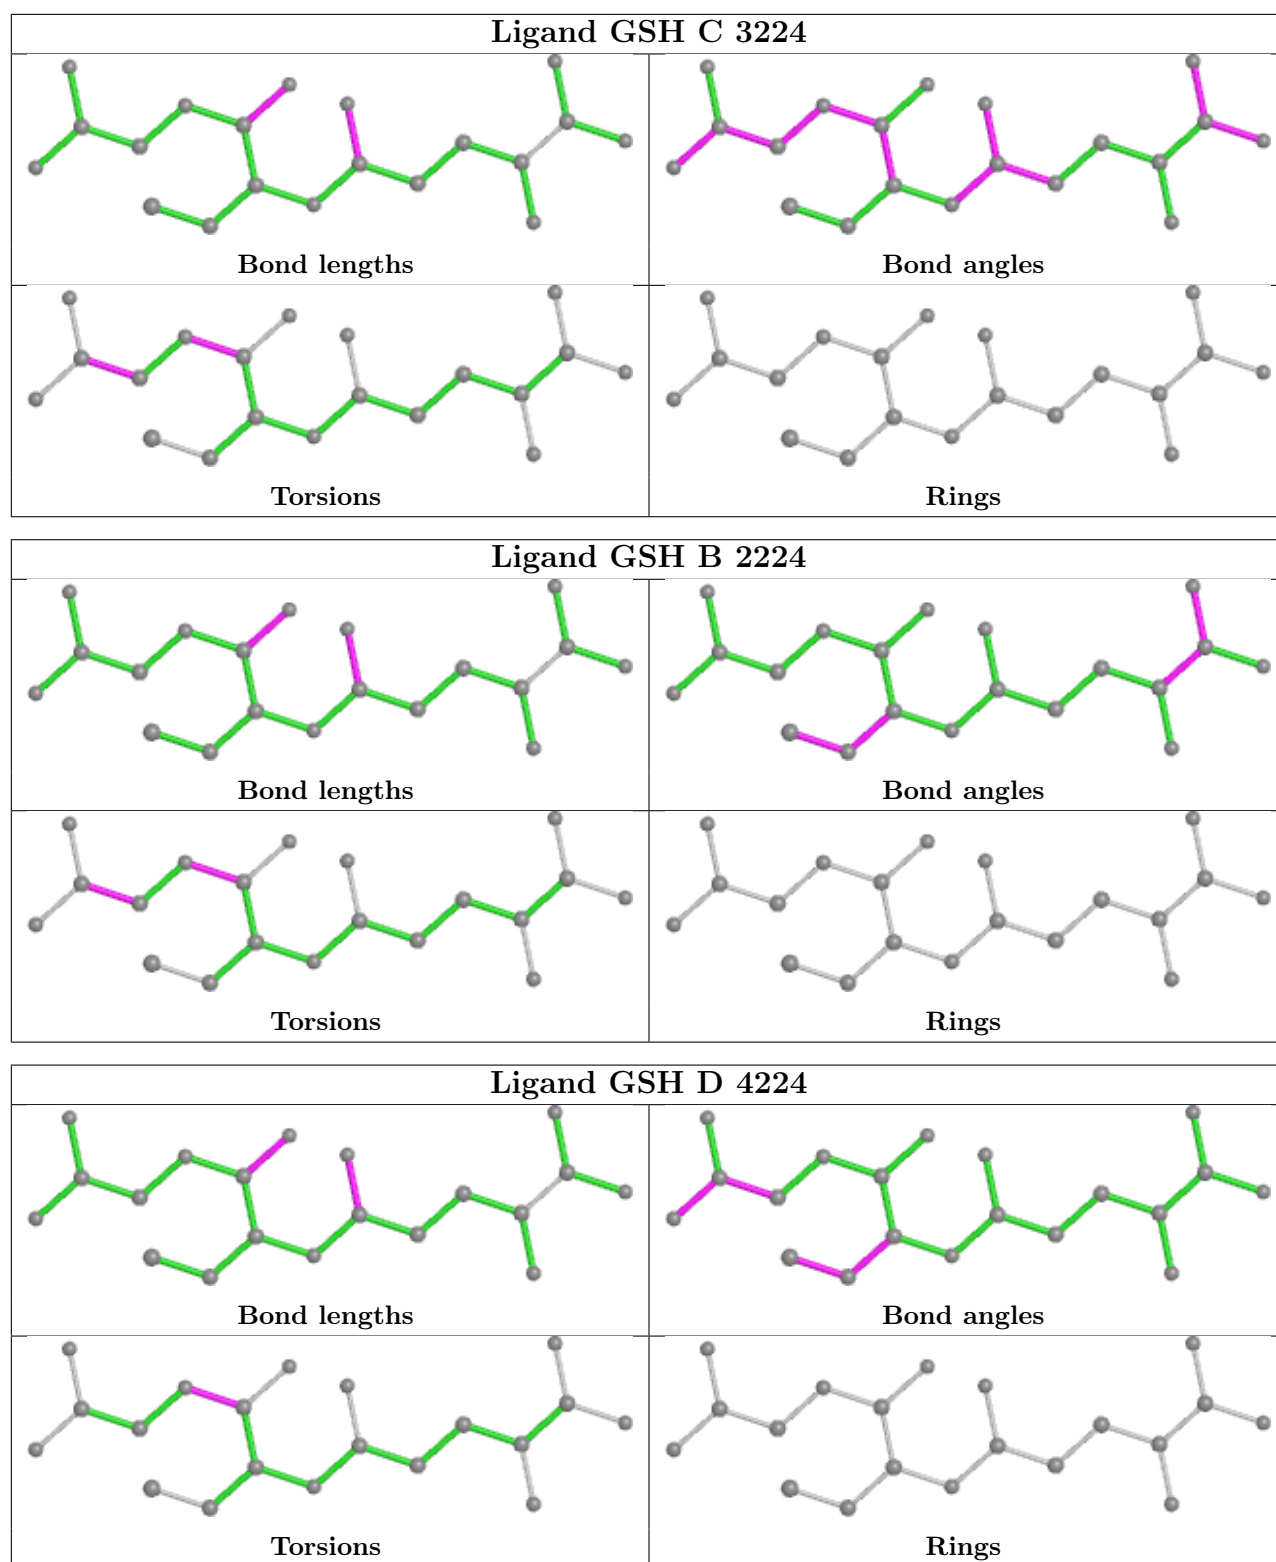 Ligand GSH C 3224
Bond lengths
Bond angles
Torsions
Rings
Ligand GSH B 2224
Bond lengths
Bond angles
Torsions
Rings
Ligand GSH D 4224
Bond lengths
Bond angles
Torsions
Rings